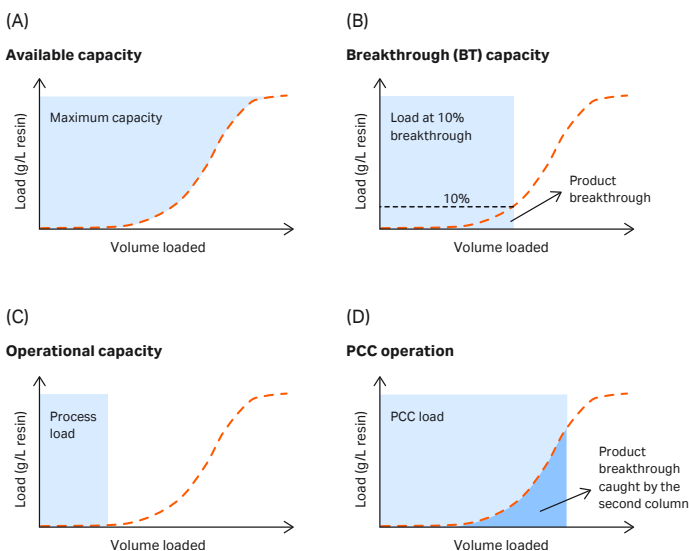 (A)
Available capacity
Load (g/L resin)
Maximum capacity
Volume loaded
(B)
Breakthrough (BT) capacity
Load (g/L resin)
Load at 10%
breakthrough
10%
Product
breakthrough
Volume loaded
(C)
Operational capacity
Load (g/L resin)
Process
load
Volume loaded
(D)
PCC operation
Load (g/L resin)
PCC load
Product
breakthrough
caught by the
second column
Volume loaded